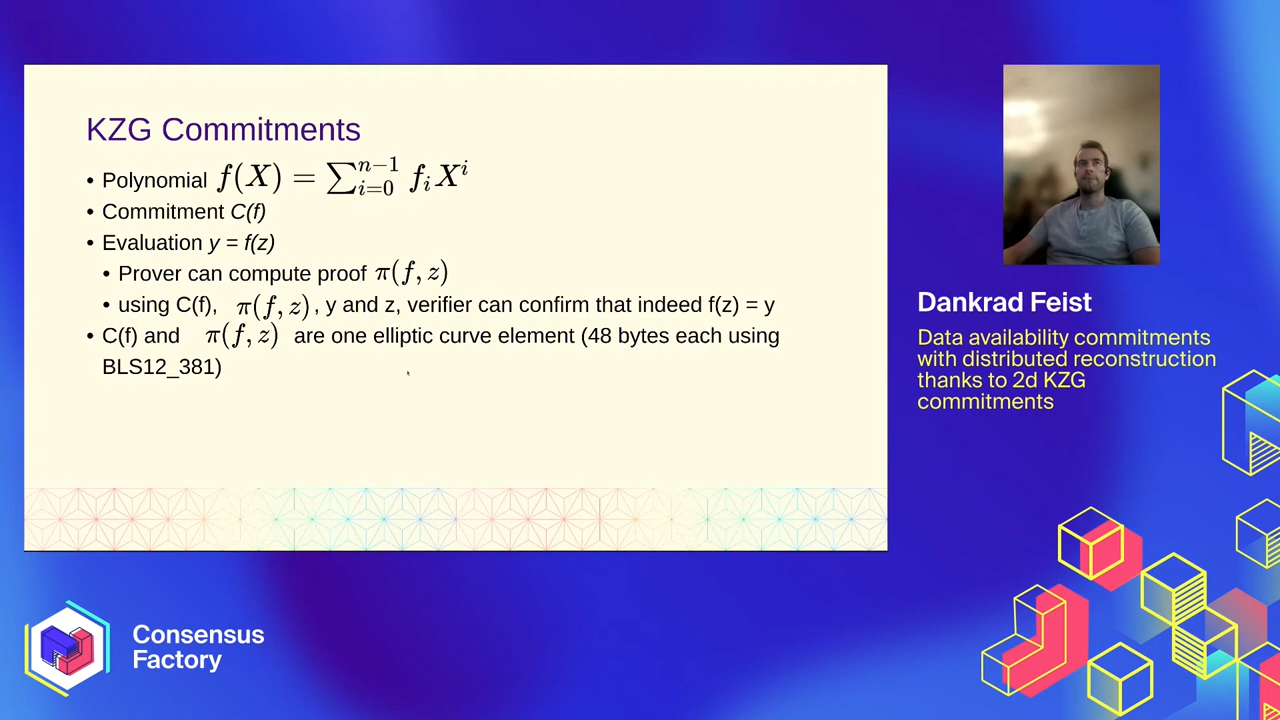 KZG Commitments
• Polynomial f(X) = ∑_{i=0}^{n−1} f_i X^i
• Commitment C(f)
• Evaluation y = f(z)
• Prover can compute proof π(f, z)
• using C(f), π(f, z), y and z, verifier can confirm that indeed f(z) = y
• C(f) and π(f, z) are one elliptic curve element (48 bytes each using
BLS12_381)
Dankrad Feist
Data availability commitments
with distributed reconstruction
thanks to 2d KZG
commitments
Consensus
Factory